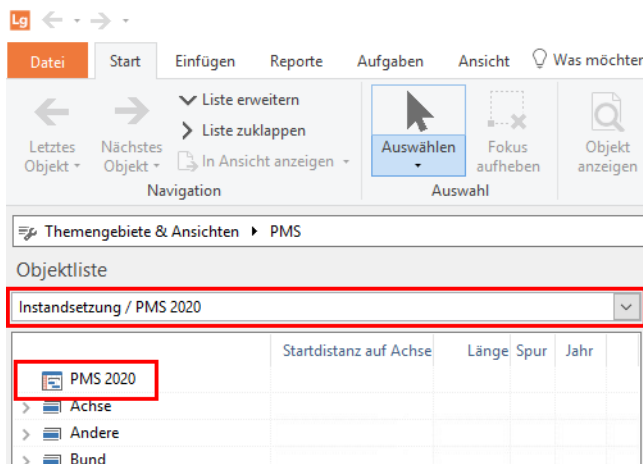 Lg
Datei Start Einfügen Reporte Aufgaben Ansicht Was möchten
Liste erweitern
Liste zuklappen
In Ansicht anzeigen
Letztes Objekt
Nächstes Objekt
Navigation
Auswählen
Fokus aufheben
Auswahl
Objekt anzeigen
Themengebiete & Ansichten PMS
Objektliste
Instandsetzung / PMS 2020
Startdistanz auf Achse Länge Spur Jahr
PMS 2020
Achse
Andere
Bund